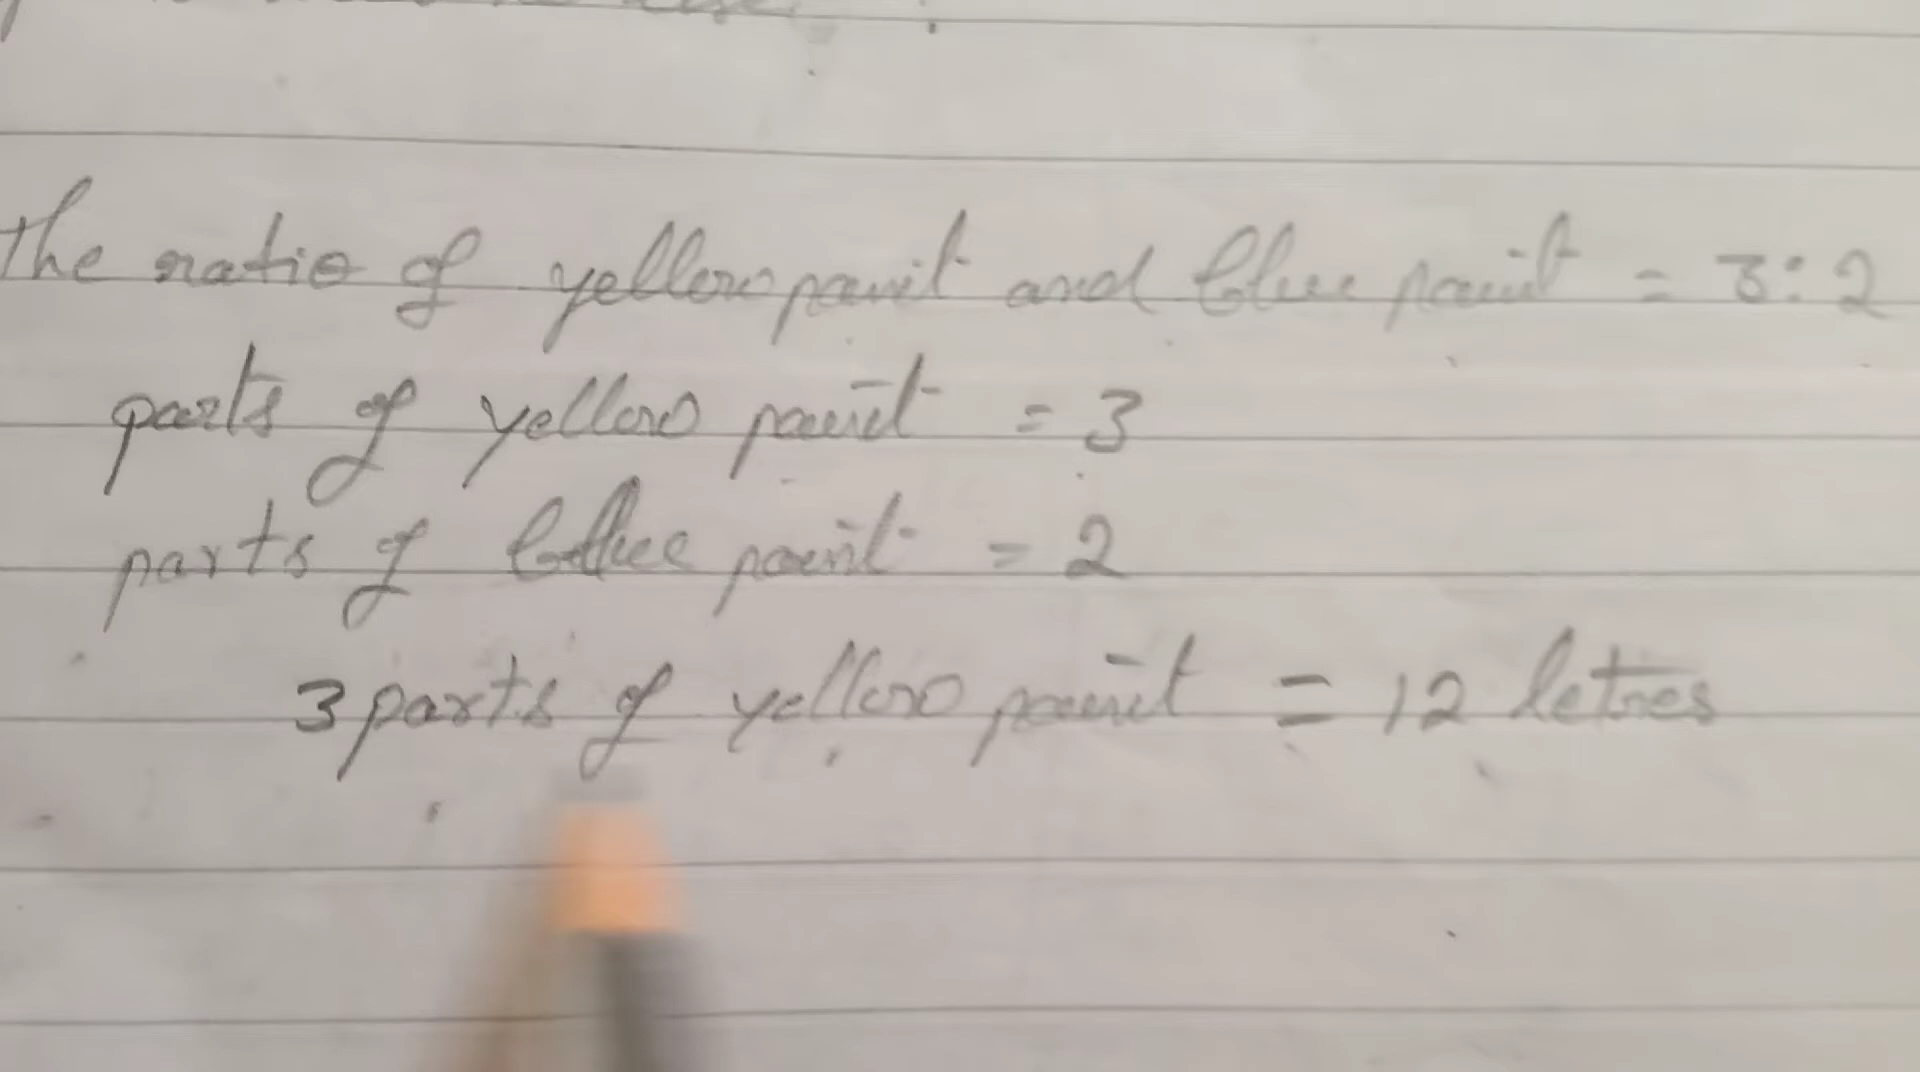 The ratio of yellow paint and blue paint = 3:2
parts of yellow paint = 3
parts of blue paint = 2
3 parts of yellow paint = 12 letres